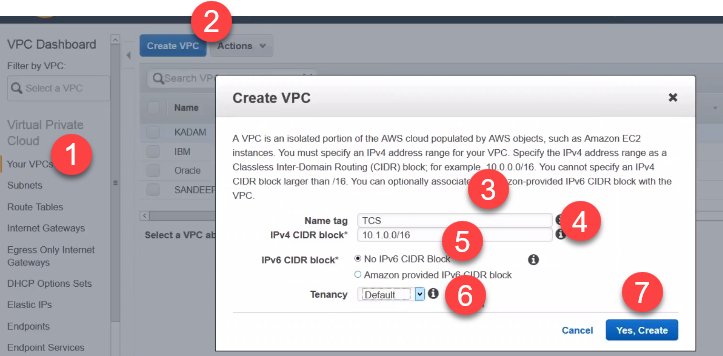 2
VPC Dashboard
Filter by VPC:
Select a VPC
Virtual Private
Cloud
1
Your VPCs
Subnets
Route Tables
Internet Gateways
Egress Only Internet
Gateways
DHCP Options Sets
Elastic IPs
Endpoints
Endpoint Services
Create VPC Actions
Search VP
Name
KADAM
IBM
Oracle
SANDEEP
Select a VPC ab
Create VPC
A VPC is an isolated portion of the AWS cloud populated by AWS objects, such as Amazon EC2
instances. You must specify an IPv4 address range for your VPC. Specify the IPv4 address range as a
Classless Inter-Domain Routing (CIDR) block; for example, 10.0.0.0/16. You cannot specify an IPv4
CIDR block larger than /16. You can optionally associate an Amazon-provided IPv6 CIDR block with the
VPC.
3
Name tag TCS
4
IPv4 CIDR block* 10.1.0.0/16
5
IPv6 CIDR block* No IPv6 CIDR Block
Amazon provided IPv6 CIDR block
Tenancy Default
6
7
Cancel Yes, Create